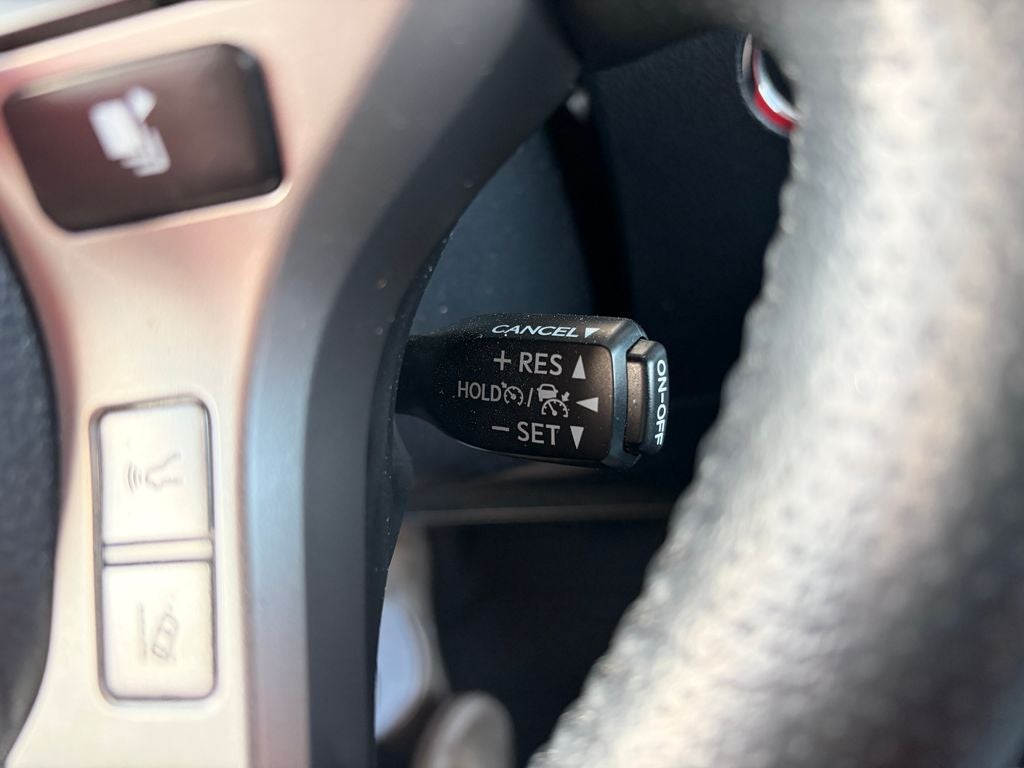 CANCEL▼
+ RES ▲
HOLD / ◀
− SET ▼
ON-OFF